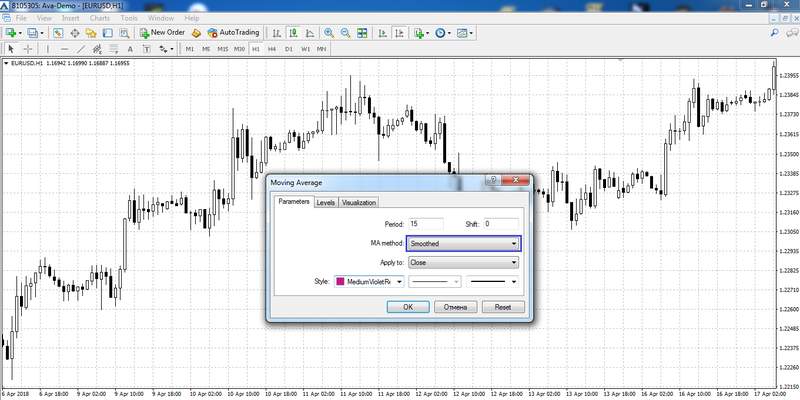 8105305: Ava-Demo - [EURUSD,H1]
File View Insert Charts Tools Window Help
New Order AutoTrading
A T M1 M5 M15 M30 H1 H4 D1 W1 MN
EURUSD,H1 1.16942 1.16990 1.16887 1.16955
1.23955
1.23845
1.23730
1.23615
1.23505
1.23390
1.23275
1.23165
1.23050
1.22935
1.22825
1.22710
1.22600
1.22485
1.22370
1.22260
1.22150
Moving Average
Parameters Levels Visualization
Period: 15 Shift: 0
MA method: Smoothed
Apply to: Close
Style: MediumVioletRe
OK Отмена Reset
6 Apr 2018 6 Apr 18:00 9 Apr 02:00 9 Apr 10:00 9 Apr 18:00 10 Apr 02:00 10 Apr 10:00 10 Apr 18:00 11 Apr 02:00 11 Apr 10:00 11 Apr 18:00 12 Apr 02:00 12 Apr 10:00 12 Apr 18:00 13 Apr 02:00 13 Apr 10:00 13 Apr 18:00 16 Apr 02:00 16 Apr 10:00 16 Apr 18:00 17 Apr 02:00